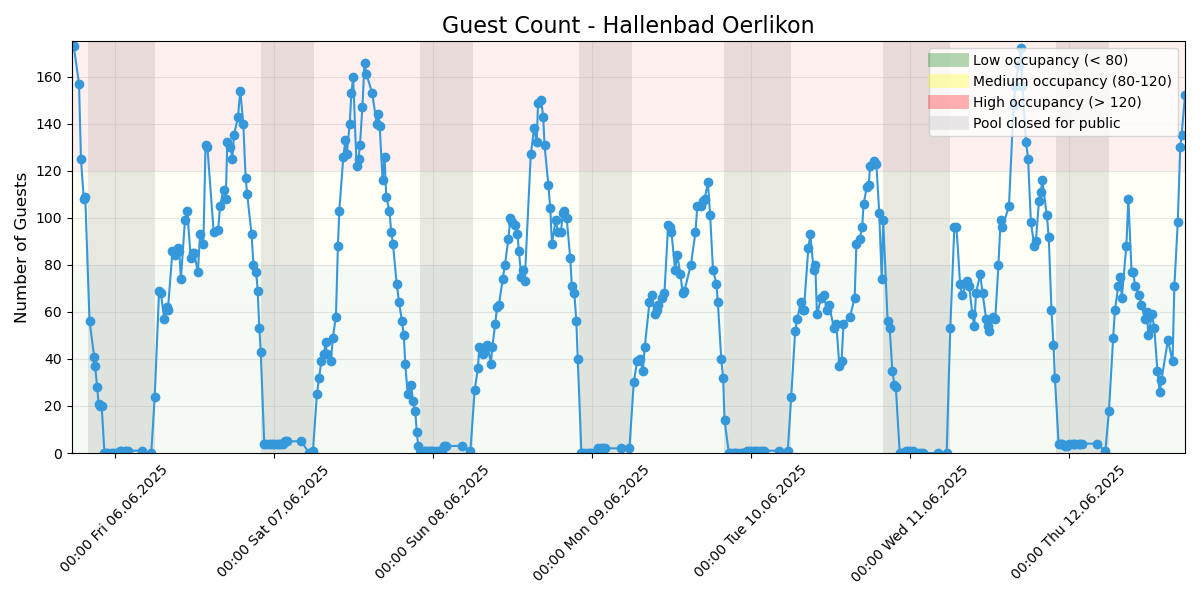 Guest Count - Hallenbad Oerlikon
Number of Guests
160
140
120
100
80
60
40
20
0
Low occupancy (< 80)
Medium occupancy (80-120)
High occupancy (> 120)
Pool closed for public
00:00 Fri 06.06.2025
00:00 Sat 07.06.2025
00:00 Sun 08.06.2025
00:00 Mon 09.06.2025
00:00 Tue 10.06.2025
00:00 Wed 11.06.2025
00:00 Thu 12.06.2025